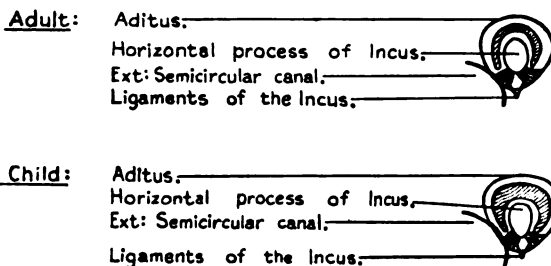 Adult: Aditus.
Horizontal process of Incus.
Ext: Semicircular canal.
Ligaments of the Incus.
Child: Aditus.
Horizontal process of Incus.
Ext: Semicircular canal.
Ligaments of the Incus.